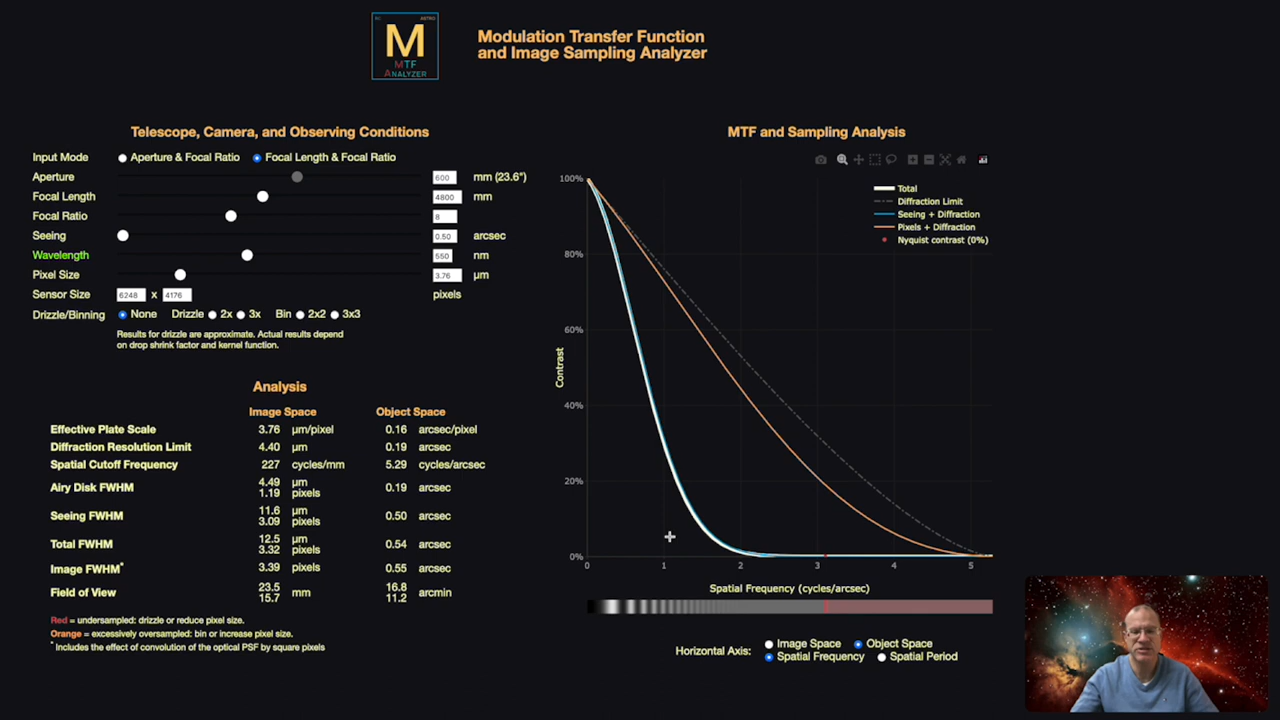 RC ASTRO
M
MTF
ANALYZER
Modulation Transfer Function
and Image Sampling Analyzer
Telescope, Camera, and Observing Conditions
Input Mode Aperture & Focal Ratio Focal Length & Focal Ratio
Aperture 600 mm (23.6")
Focal Length 4800 mm
Focal Ratio 8
Seeing 0.50 arcsec
Wavelength 550 nm
Pixel Size 3.76 µm
Sensor Size 6248 x 4176 pixels
Drizzle/Binning None Drizzle 2x 3x Bin 2x2 3x3
Results for drizzle are approximate. Actual results depend
on drop shrink factor and kernel function.
Analysis
Image Space Object Space
Effective Plate Scale 3.76 µm/pixel 0.16 arcsec/pixel
Diffraction Resolution Limit 4.40 µm 0.19 arcsec
Spatial Cutoff Frequency 227 cycles/mm 5.29 cycles/arcsec
Airy Disk FWHM 4.49 µm 0.19 arcsec
1.19 pixels
Seeing FWHM 11.6 µm 0.50 arcsec
3.09 pixels
Total FWHM 12.5 µm 0.54 arcsec
3.32 pixels
Image FWHM* 3.39 pixels 0.55 arcsec
Field of View 23.5 mm 16.8 arcmin
15.7 11.2
Red = undersampled: drizzle or reduce pixel size.
Orange = excessively oversampled: bin or increase pixel size.
* Includes the effect of convolution of the optical PSF by square pixels
MTF and Sampling Analysis
100%
80%
60%
40%
20%
0%
Contrast
Total
Diffraction Limit
Seeing + Diffraction
Pixels + Diffraction
Nyquist contrast (0%)
0 1 2 3 4 5
Spatial Frequency (cycles/arcsec)
Horizontal Axis: Image Space Object Space
Spatial Frequency Spatial Period